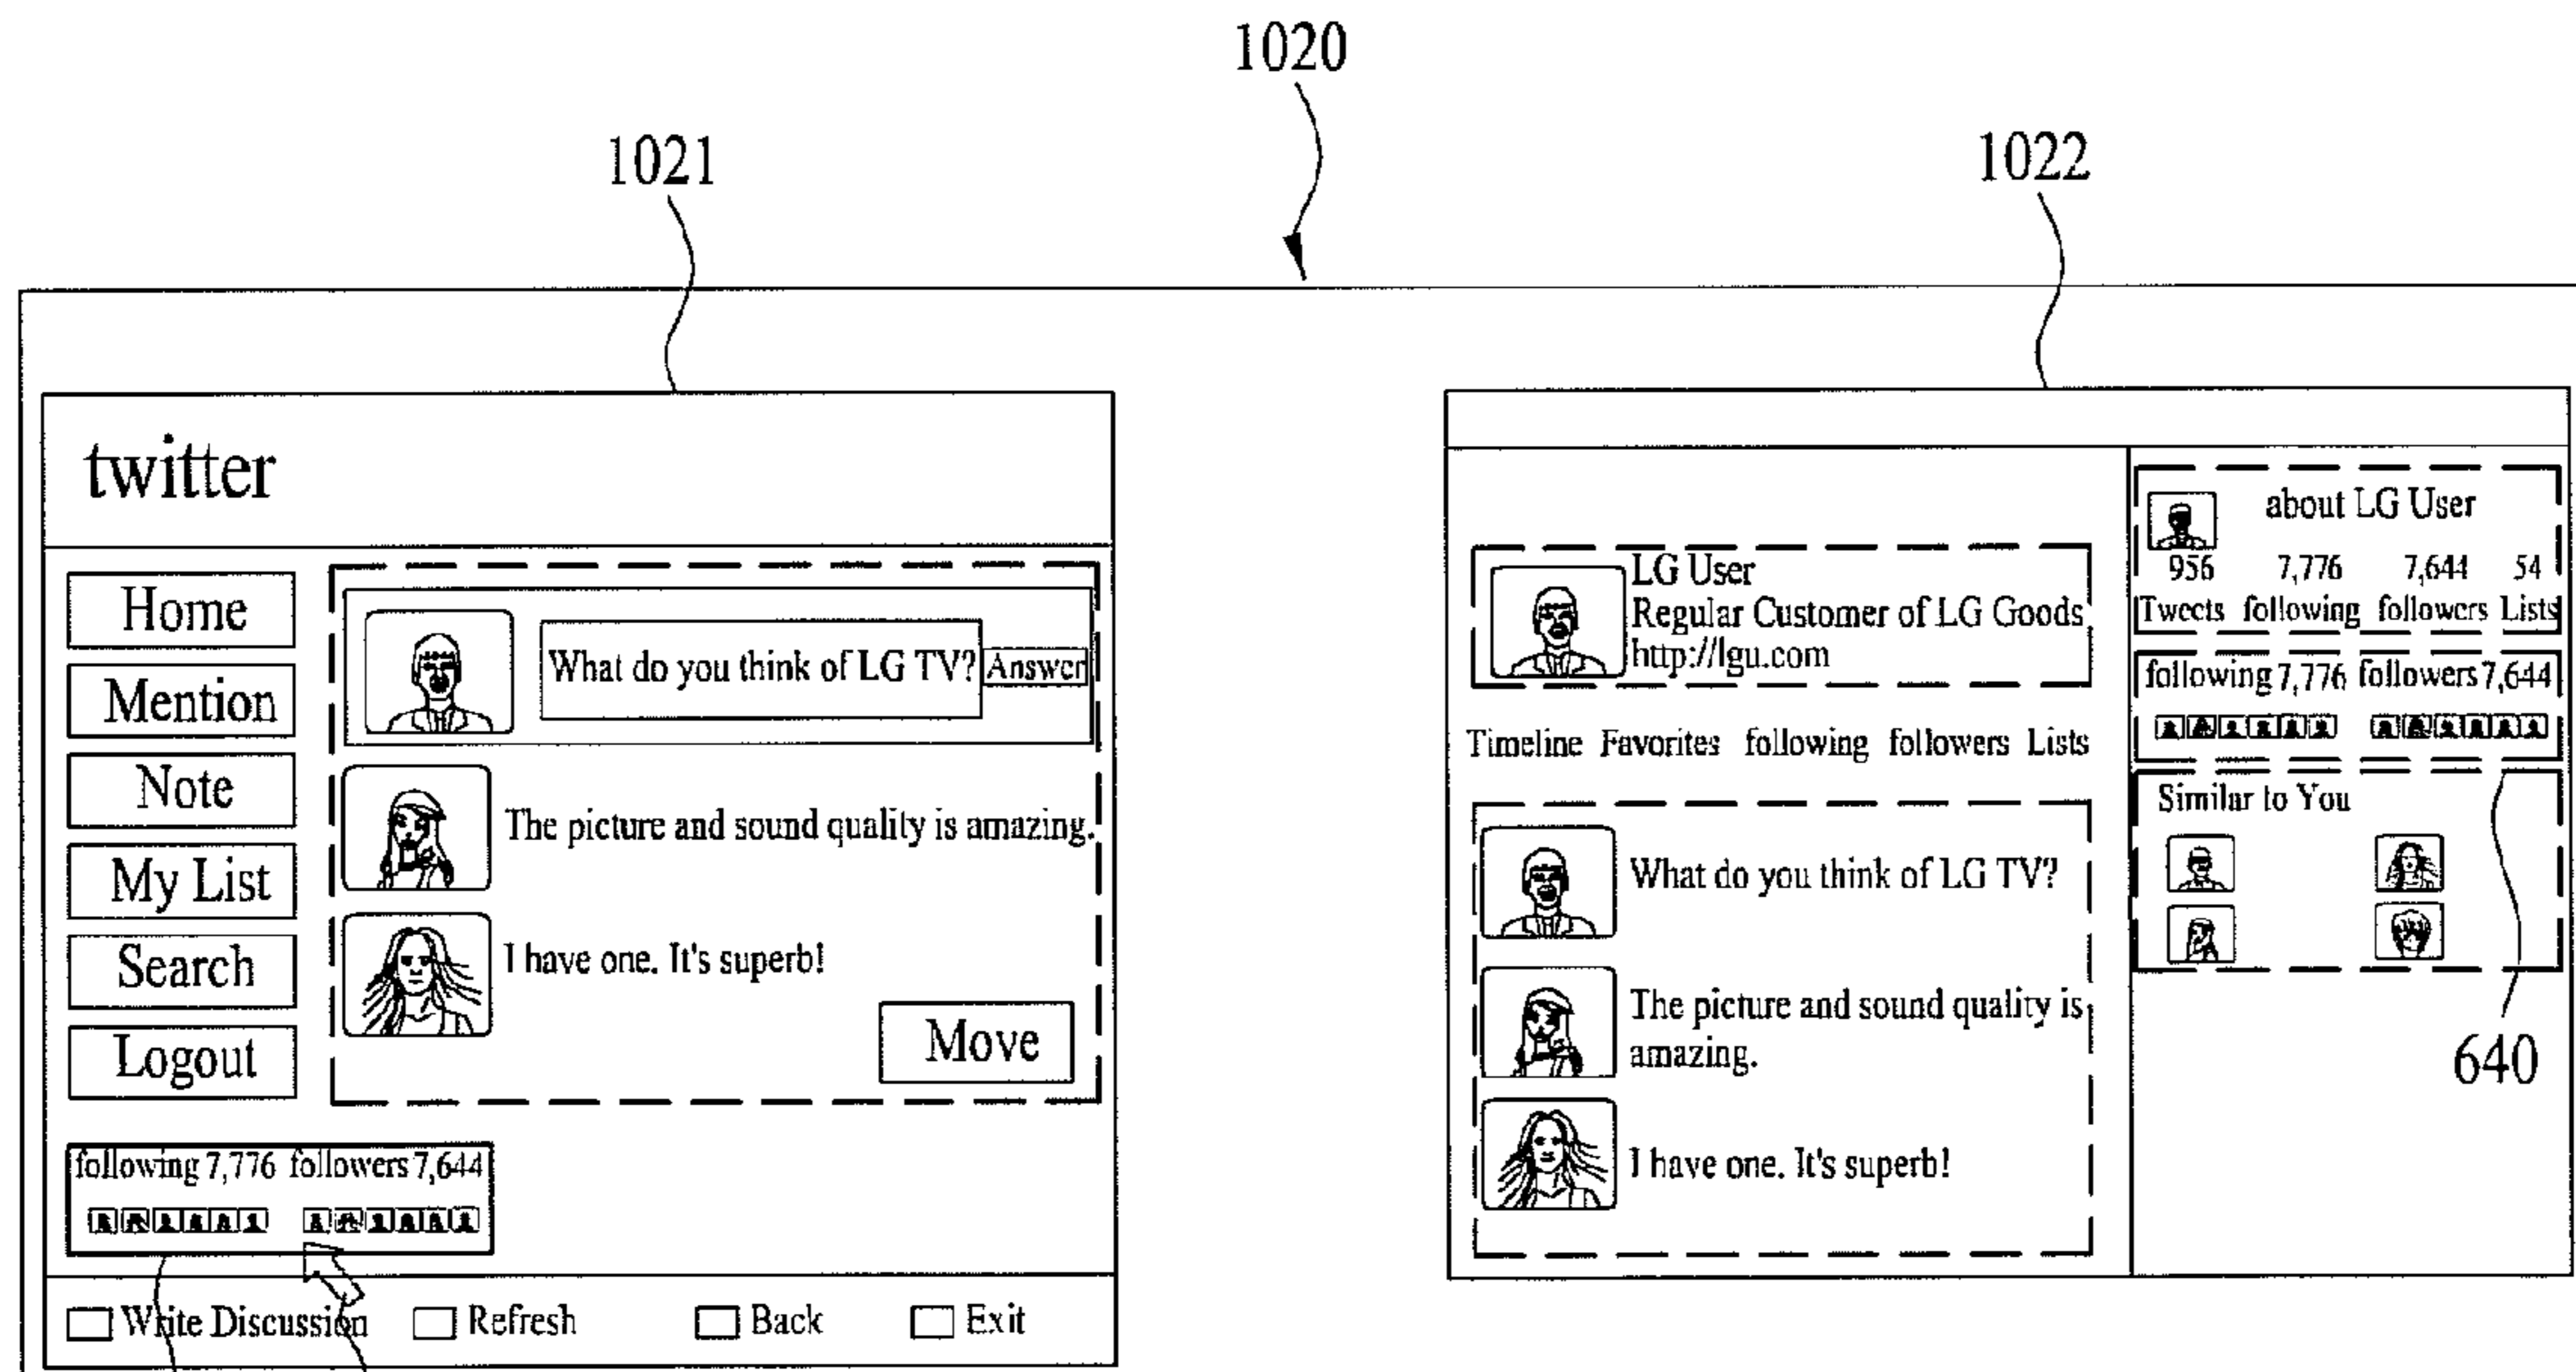 1020
1021
1022
twitter
Home
Mention
Note
My List
Search
Logout
What do you think of LG TV? Answer
The picture and sound quality is amazing.
I have one. It's superb!
Move
following 7,776 followers 7,644
Write Discussion Refresh Back Exit
LG User
Regular Customer of LG Goods
http://lgu.com
Timeline Favorites following followers Lists
What do you think of LG TV?
The picture and sound quality is
amazing.
I have one. It's superb!
about LG User
956 7,776 7,644 54
Tweets following followers Lists
following 7,776 followers 7,644
Similar to You
640